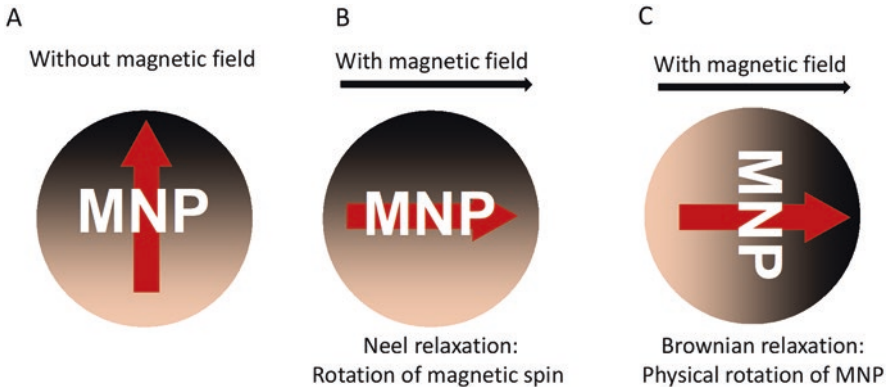 A
Without magnetic field
MNP
B
With magnetic field
MNP
Neel relaxation:
Rotation of magnetic spin
C
With magnetic field
MNP
Brownian relaxation:
Physical rotation of MNP